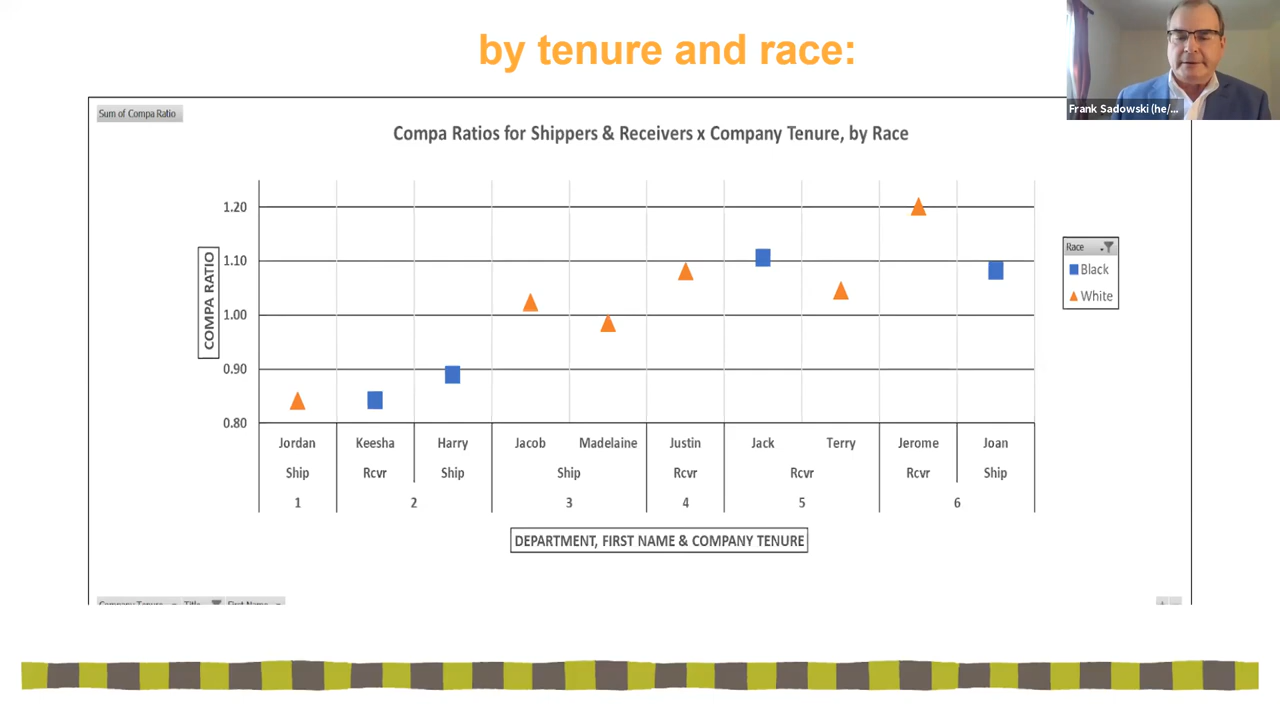 by tenure and race:
Frank Sadowski (he/...
Sum of Compa Ratio
Compa Ratios for Shippers & Receivers x Company Tenure, by Race
1.20
1.10
1.00
0.90
0.80
COMPA RATIO
Race
Black
White
Jordan Keesha Harry Jacob Madelaine Justin Jack Terry Jerome Joan
Ship Rcvr Ship Ship Rcvr Rcvr Rcvr Ship
1 2 3 4 5 6
DEPARTMENT, FIRST NAME & COMPANY TENURE
Company Tenure Title First Name